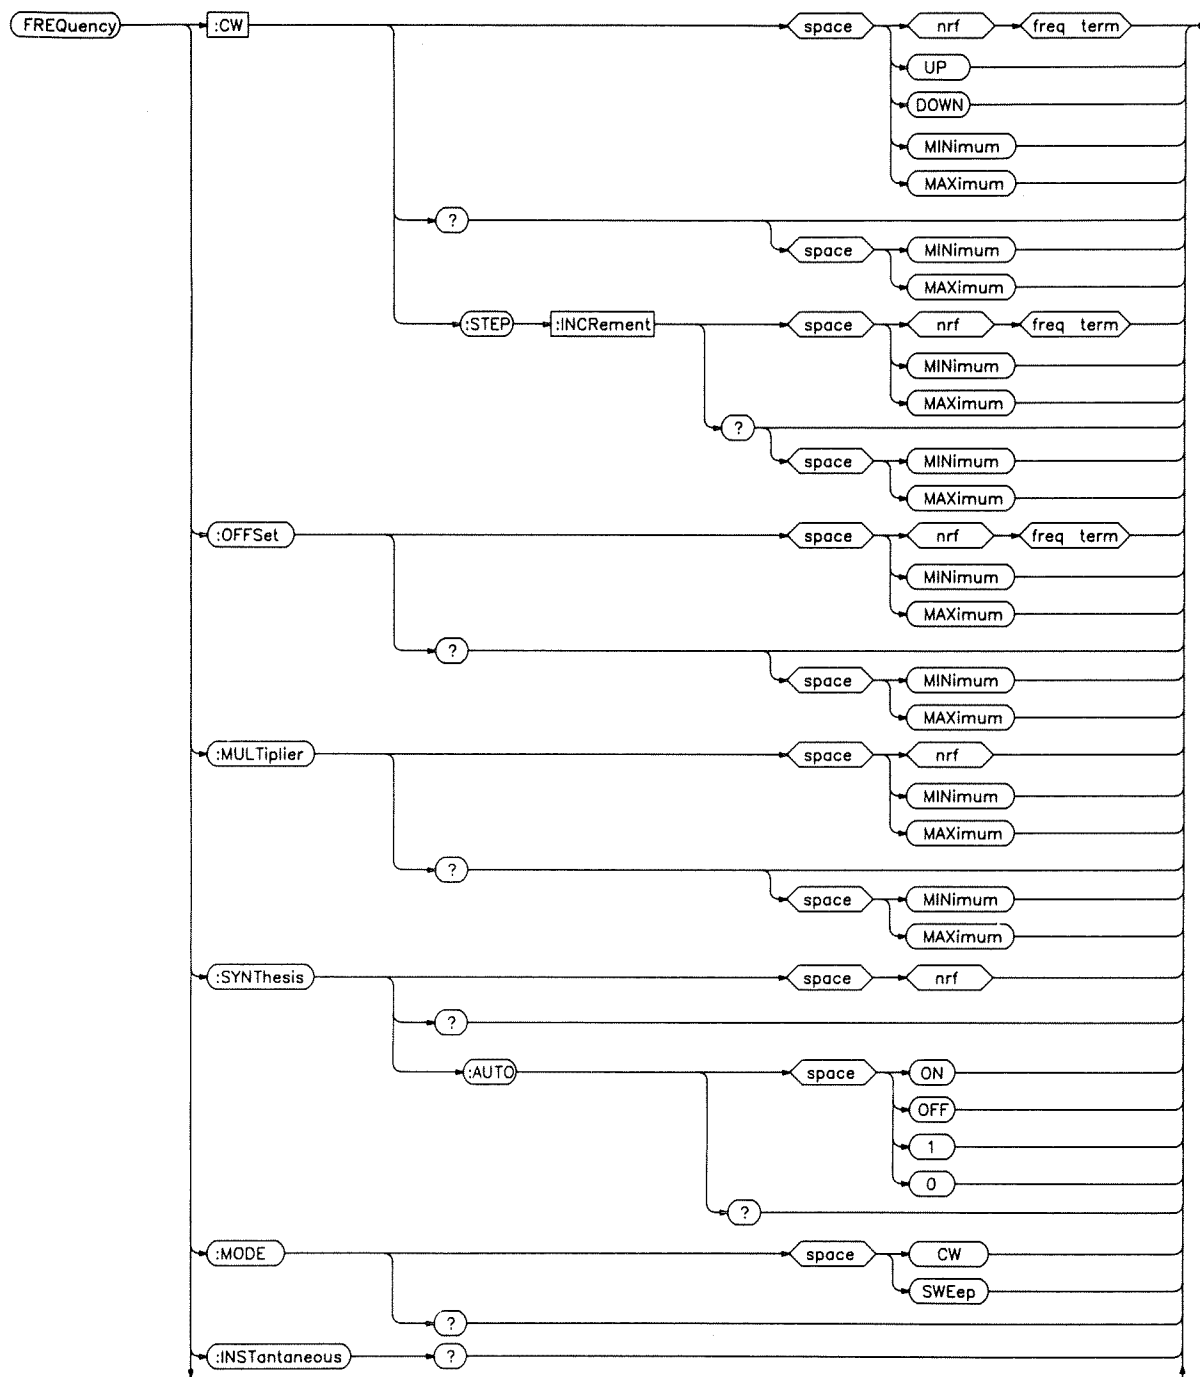 FREQuency :CW space nrf freq term
UP
DOWN
MINimum
MAXimum
?
space MINimum
MAXimum
:STEP :INCRement space nrf freq term
MINimum
MAXimum
?
space MINimum
MAXimum
:OFFSet space nrf freq term
MINimum
MAXimum
?
space MINimum
MAXimum
:MULTiplier space nrf
MINimum
MAXimum
?
space MINimum
MAXimum
:SYNThesis space nrf
?
:AUTO space ON
OFF
1
0
?
:MODE space CW
SWEep
?
:INSTantaneous ?